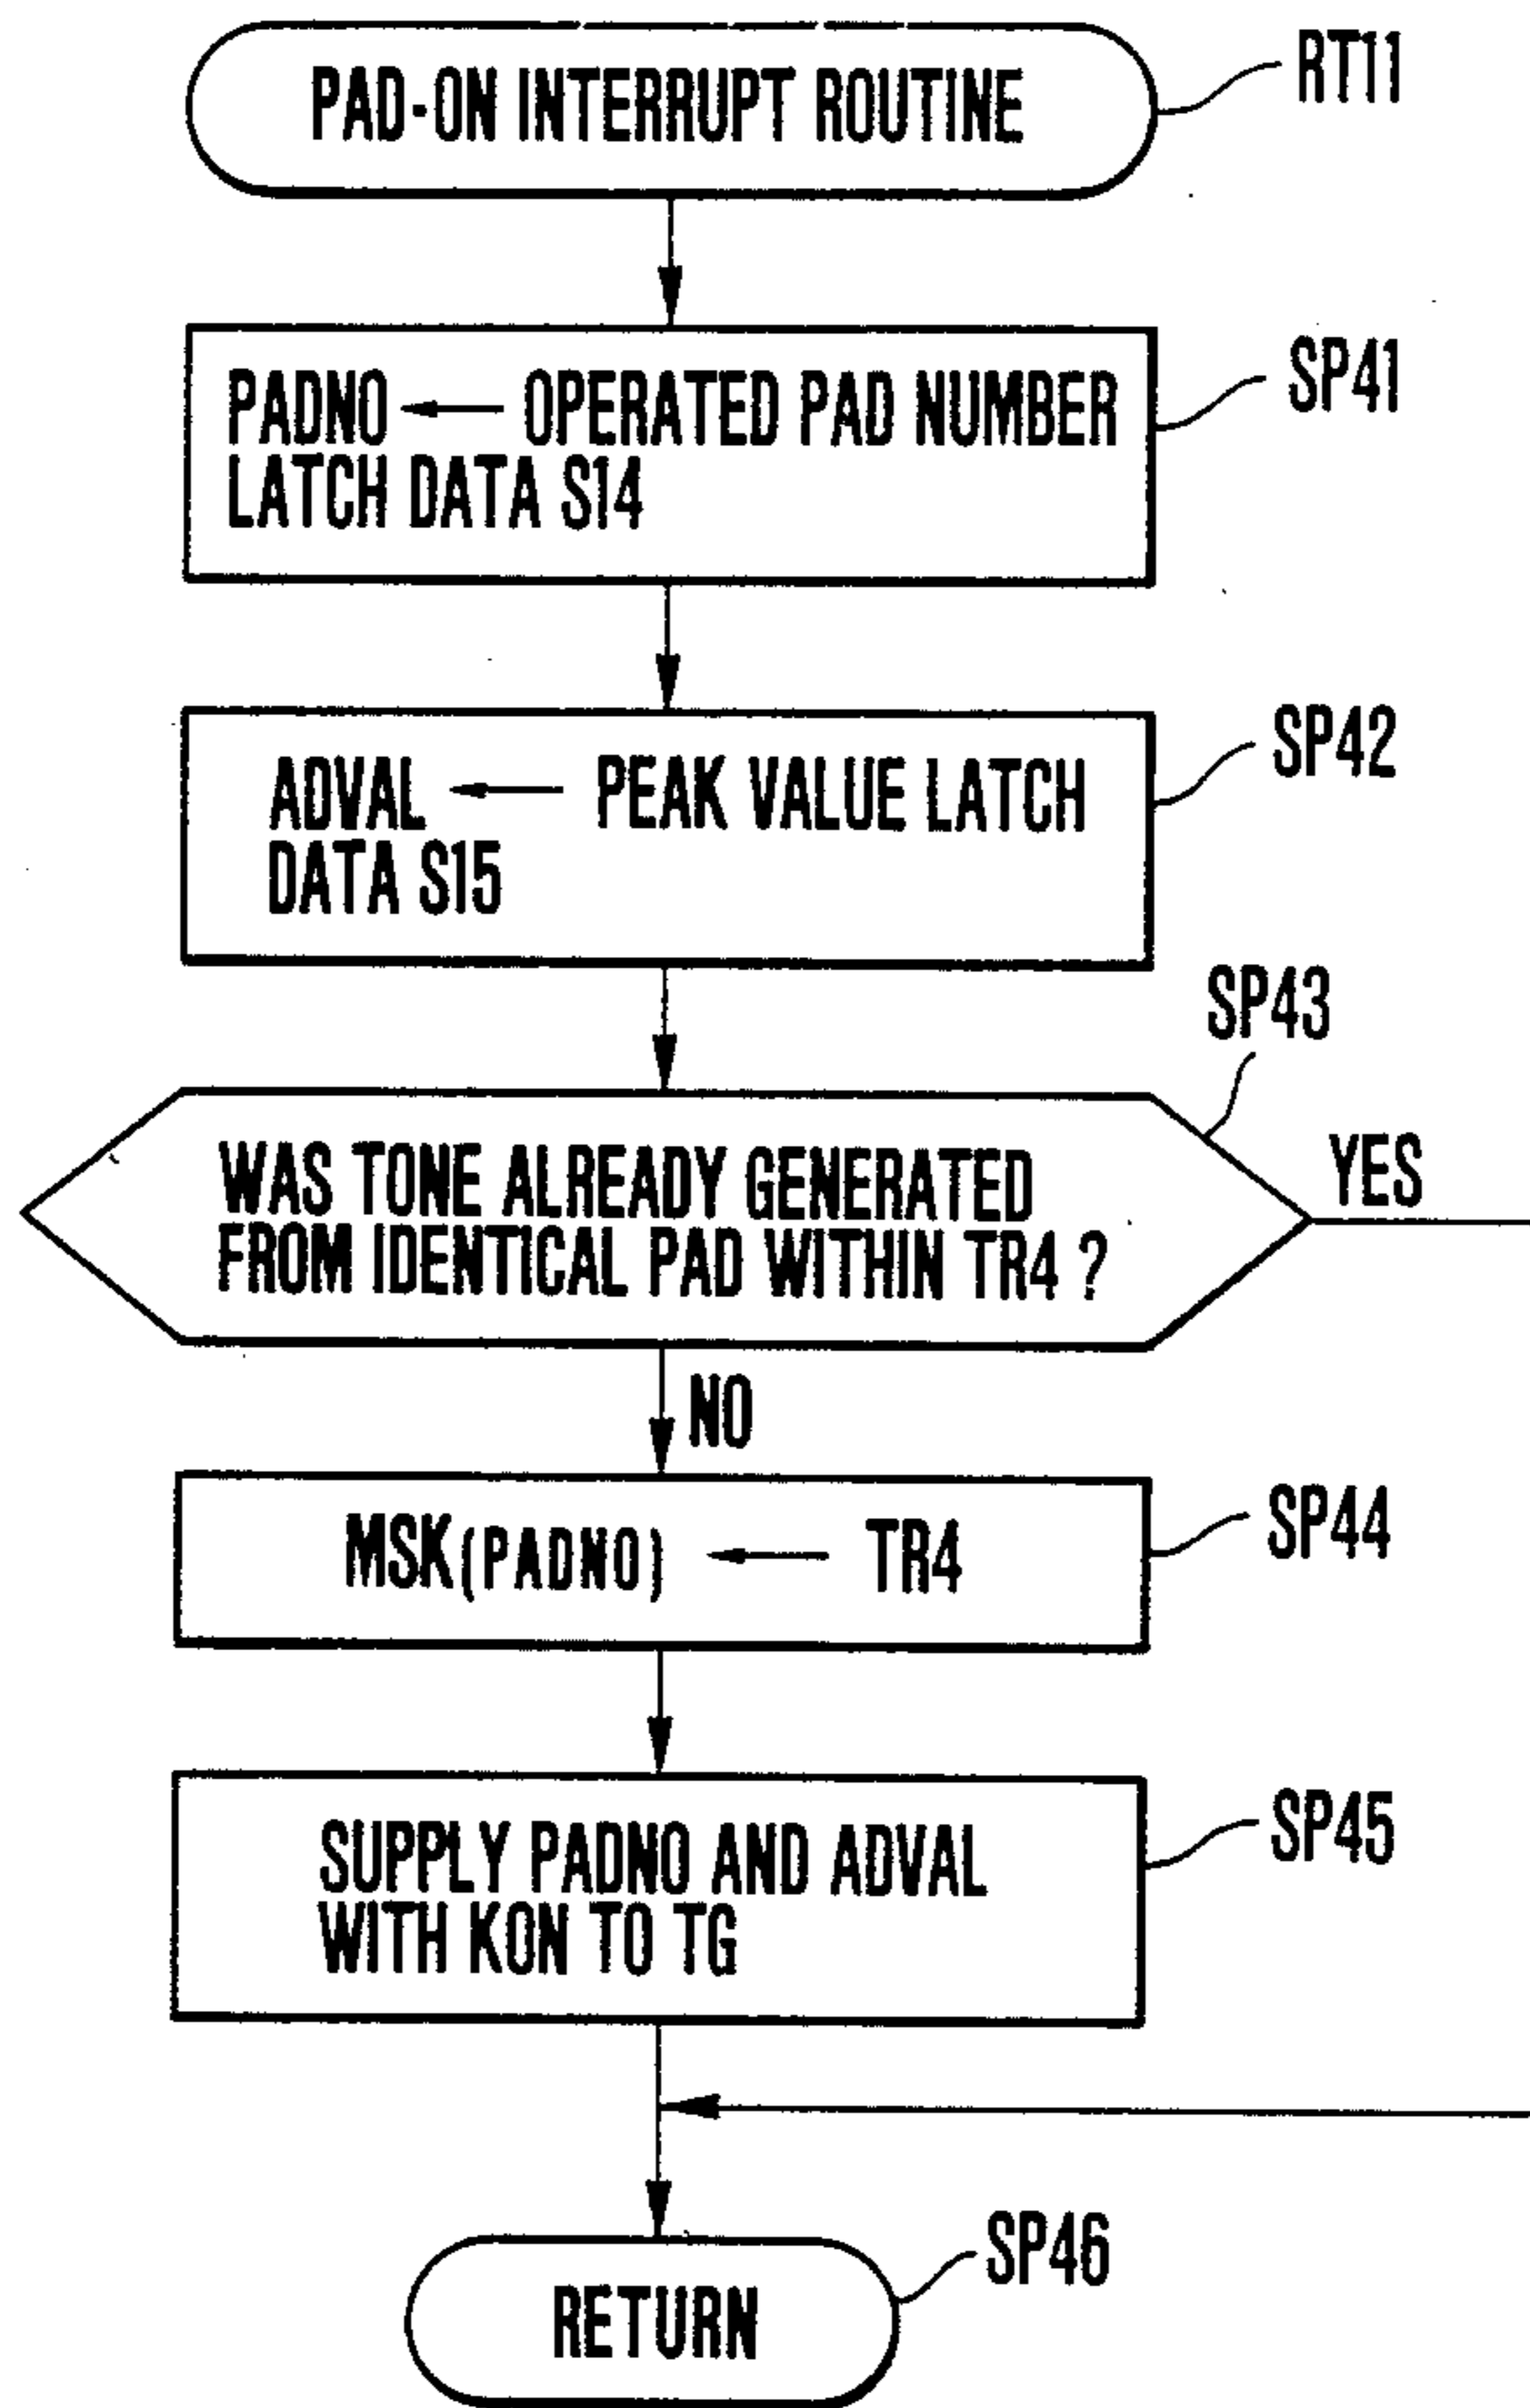 PAD-ON INTERRUPT ROUTINE
RT11
PADNO ← OPERATED PAD NUMBER
LATCH DATA S14
SP41
ADVAL ← PEAK VALUE LATCH
DATA S15
SP42
SP43
WAS TONE ALREADY GENERATED
FROM IDENTICAL PAD WITHIN TR4 ?
YES
NO
MSK(PADNO) ← TR4
SP44
SUPPLY PADNO AND ADVAL
WITH KON TO TG
SP45
SP46
RETURN